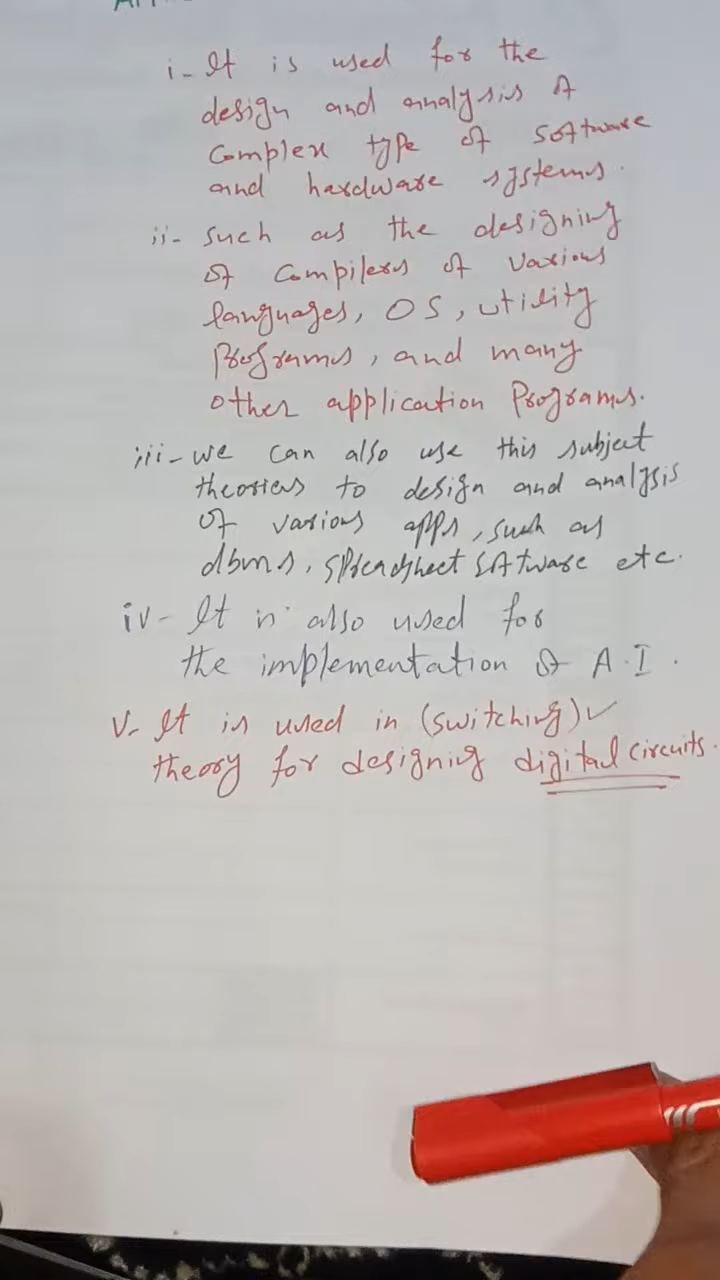 i- It is used for the
design and analysis of
complex type of software
and hardware systems.
ii- such as the designing
of compilers of various
languages, OS, utility
Programs, and many
other application Programs.
iii- we can also use this subject
theories to design and analysis
of various apps, such as
dbms, spreadsheet software etc.
iv- It is also used for
the implementation of A.I.
v- It is used in (switching)✓
theory for designing digital circuits.